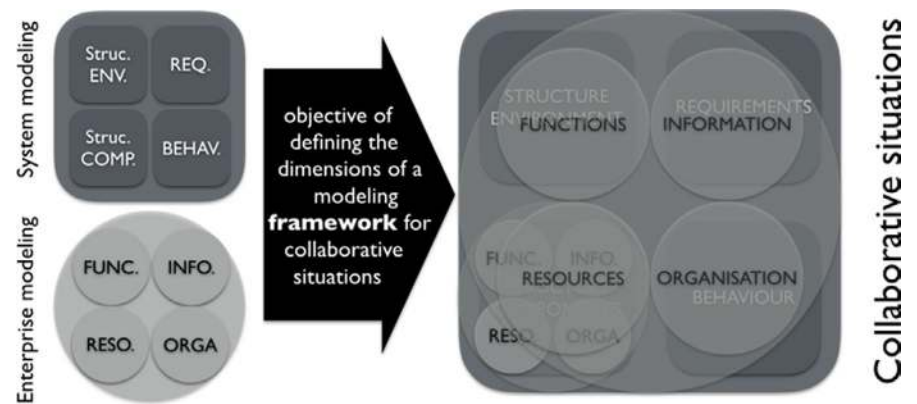 System modeling
Struc.
ENV.
REQ.
Struc.
COMP.
BEHAV.
Enterprise modeling
FUNC.
INFO.
RESO.
ORGA
objective of
defining the
dimensions of a
modeling
framework for
collaborative
situations
STRUCTURE
ENVIRONMENT
FUNCTIONS
REQUIREMENTS
INFORMATION
FUNC.
INFO.
RESOURCES
RESO.
ORGA
ORGANISATION
BEHAVIOUR
Collaborative situations